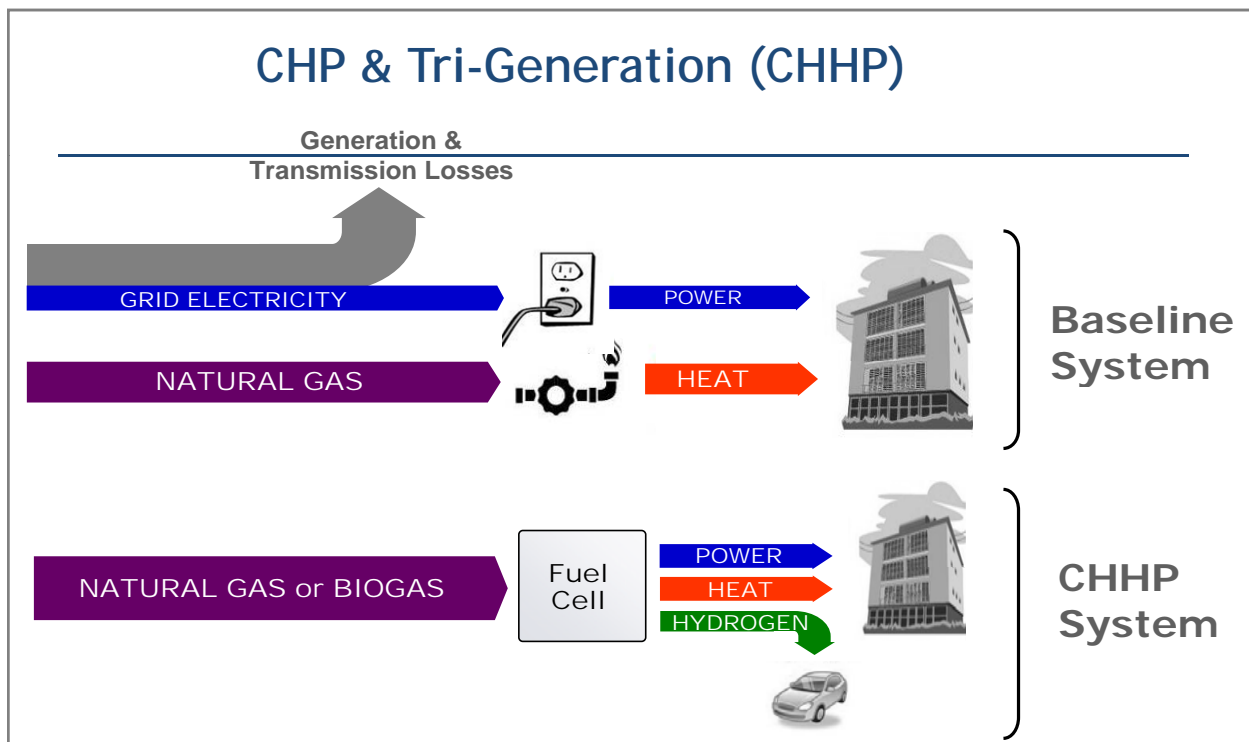 CHP & Tri-Generation (CHHP)
Generation &
Transmission Losses
GRID ELECTRICITY
POWER
NATURAL GAS
HEAT
Baseline
System
NATURAL GAS or BIOGAS
Fuel
Cell
POWER
HEAT
HYDROGEN
CHHP
System